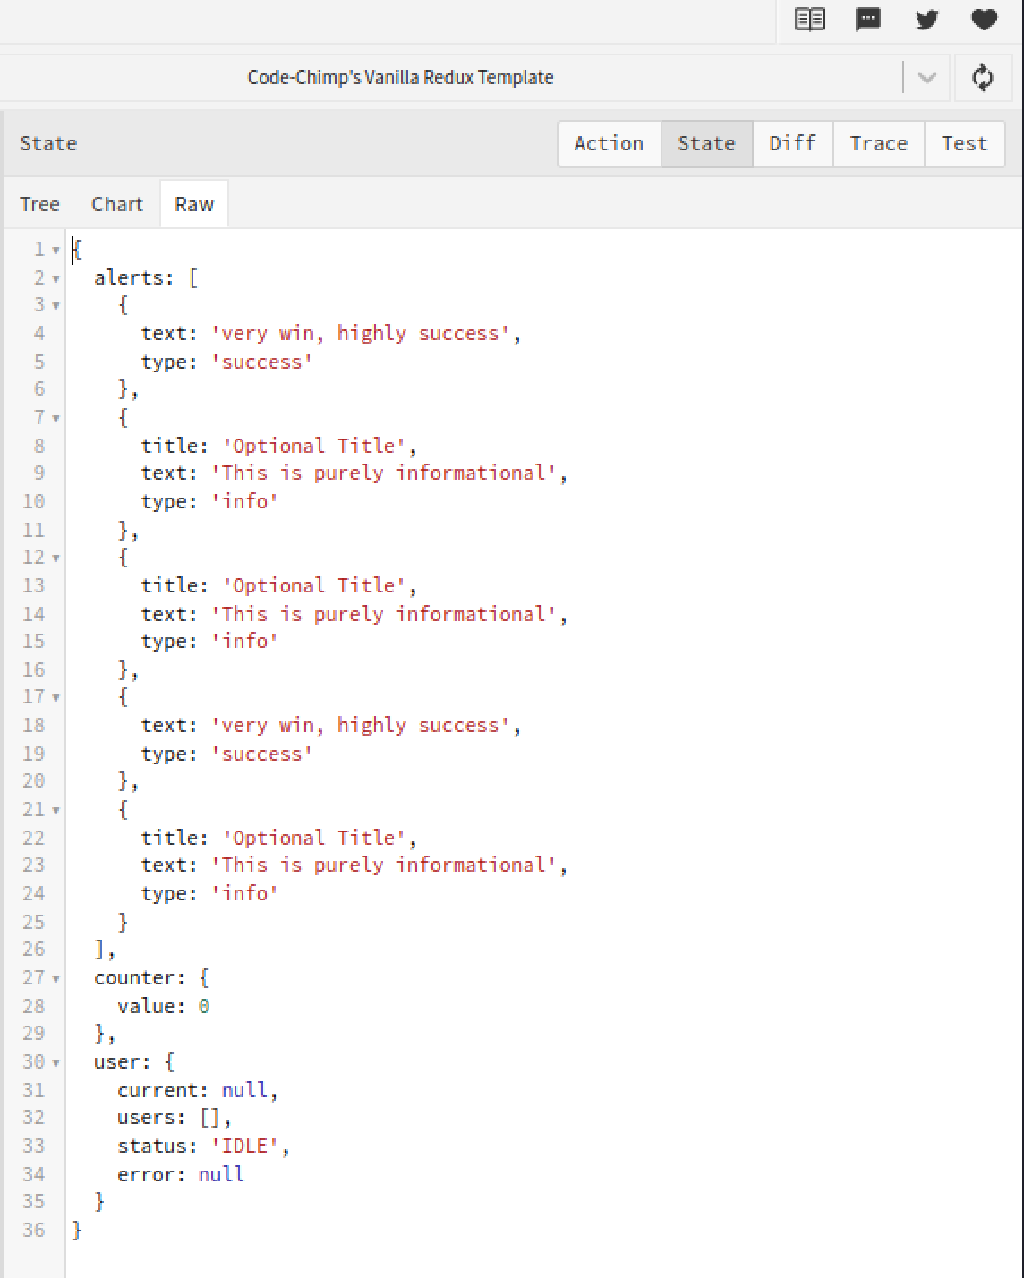 Code-Chimp's Vanilla Redux Template
State Action State Diff Trace Test
Tree Chart Raw
1 {
2 alerts: [
3 {
4 text: 'very win, highly success',
5 type: 'success'
6 },
7 {
8 title: 'Optional Title',
9 text: 'This is purely informational',
10 type: 'info'
11 },
12 {
13 title: 'Optional Title',
14 text: 'This is purely informational',
15 type: 'info'
16 },
17 {
18 text: 'very win, highly success',
19 type: 'success'
20 },
21 {
22 title: 'Optional Title',
23 text: 'This is purely informational',
24 type: 'info'
25 }
26 ],
27 counter: {
28 value: 0
29 },
30 user: {
31 current: null,
32 users: [],
33 status: 'IDLE',
34 error: null
35 }
36 }